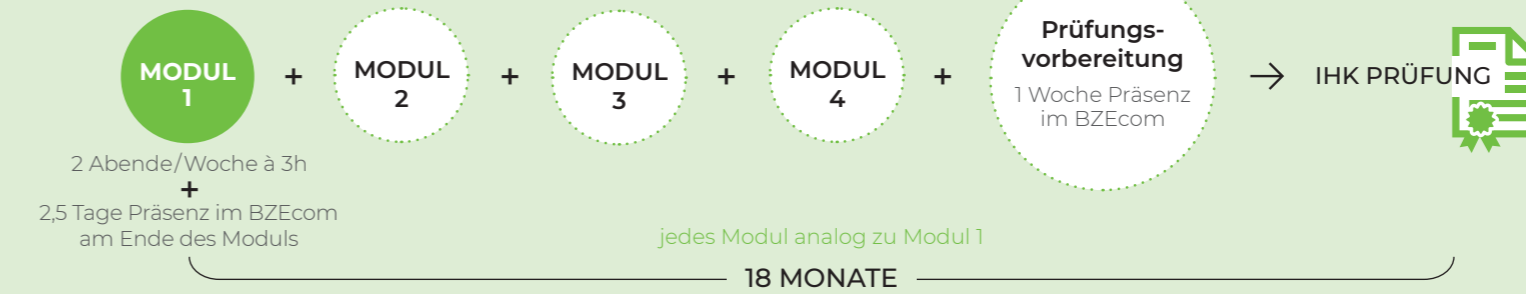 MODUL
1
+
MODUL
2
+
MODUL
3
+
MODUL
4
+
Prüfungs-
vorbereitung
1 Woche Präsenz
im BZEcom
→
IHK PRÜFUNG
2 Abende/Woche à 3h
+
2,5 Tage Präsenz im BZEcom
am Ende des Moduls
jedes Modul analog zu Modul 1
18 MONATE